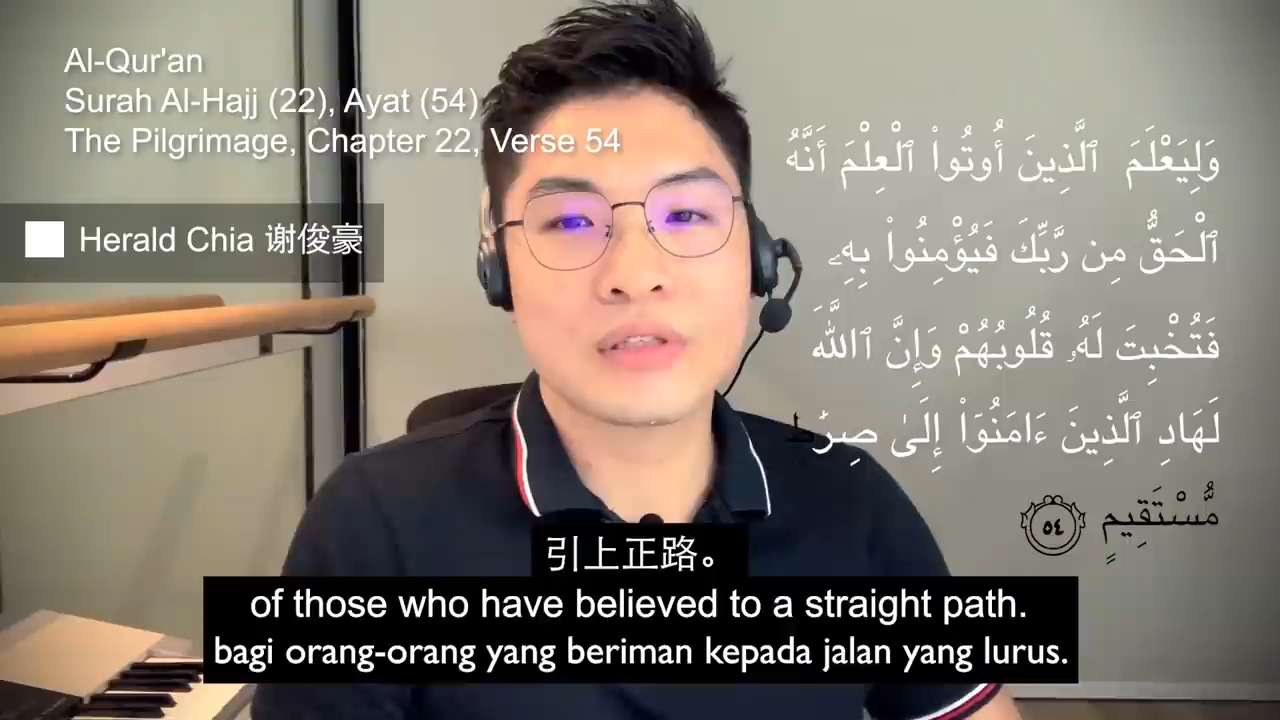 Al-Qur'an
Surah Al-Hajj (22), Ayat (54)
The Pilgrimage, Chapter 22, Verse 54
Herald Chia 谢俊豪
وَلِيَعْلَمَ ٱلَّذِينَ أُوتُوا۟ ٱلْعِلْمَ أَنَّهُ
ٱلْحَقُّ مِن رَّبِّكَ فَيُؤْمِنُوا۟ بِهِۦ
فَتُخْبِتَ لَهُۥ قُلُوبُهُمْ وَإِنَّ ٱللَّهَ
لَهَادِ ٱلَّذِينَ ءَامَنُوٓا۟ إِلَىٰ صِرَٰط
مُّسْتَقِيمٍ ٥٤
引上正路。
of those who have believed to a straight path.
bagi orang-orang yang beriman kepada jalan yang lurus.